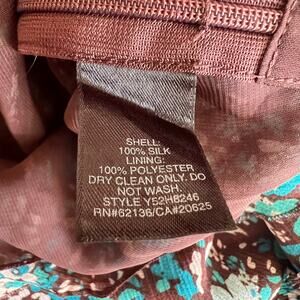 SHELL:
100% SILK
LINING:
100% POLYESTER
DRY CLEAN ONLY. DO
NOT WASH.
STYLE Y52H8246
RN#62136/CA#20625